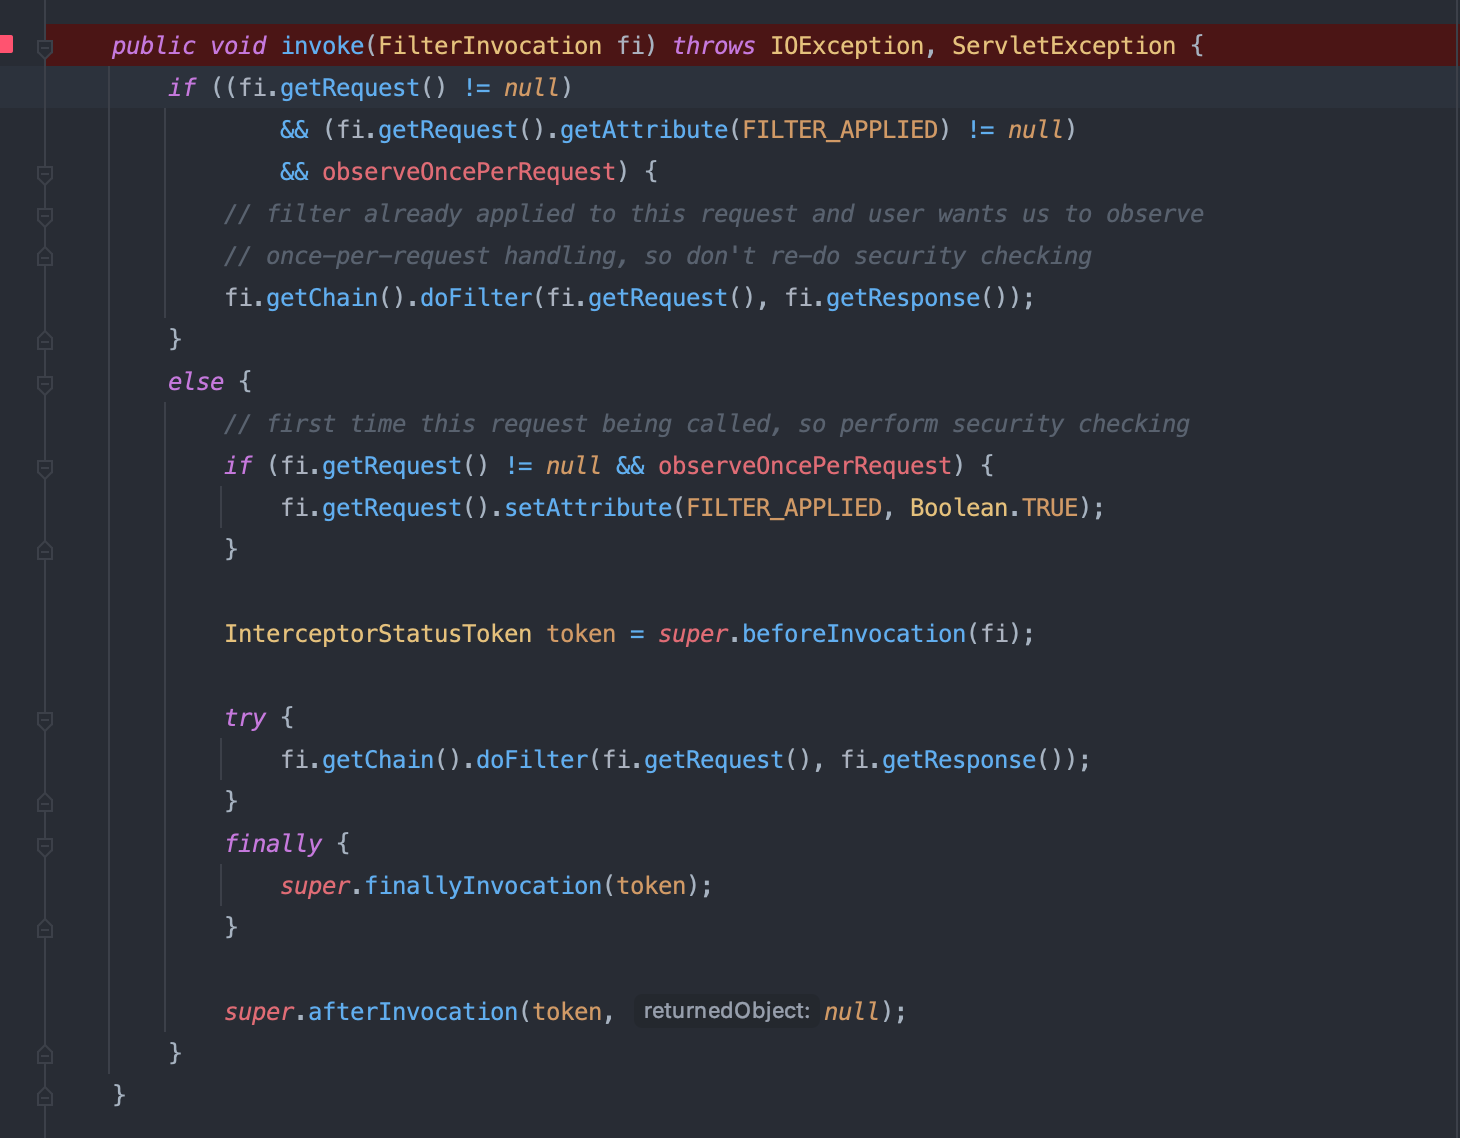 public void invoke(FilterInvocation fi) throws IOException, ServletException {
if ((fi.getRequest() != null)
&& (fi.getRequest().getAttribute(FILTER_APPLIED) != null)
&& observeOncePerRequest) {
// filter already applied to this request and user wants us to observe
// once-per-request handling, so don't re-do security checking
fi.getChain().doFilter(fi.getRequest(), fi.getResponse());
}
else {
// first time this request being called, so perform security checking
if (fi.getRequest() != null && observeOncePerRequest) {
fi.getRequest().setAttribute(FILTER_APPLIED, Boolean.TRUE);
}
InterceptorStatusToken token = super.beforeInvocation(fi);
try {
fi.getChain().doFilter(fi.getRequest(), fi.getResponse());
}
finally {
super.finallyInvocation(token);
}
super.afterInvocation(token, returnedObject: null);
}
}